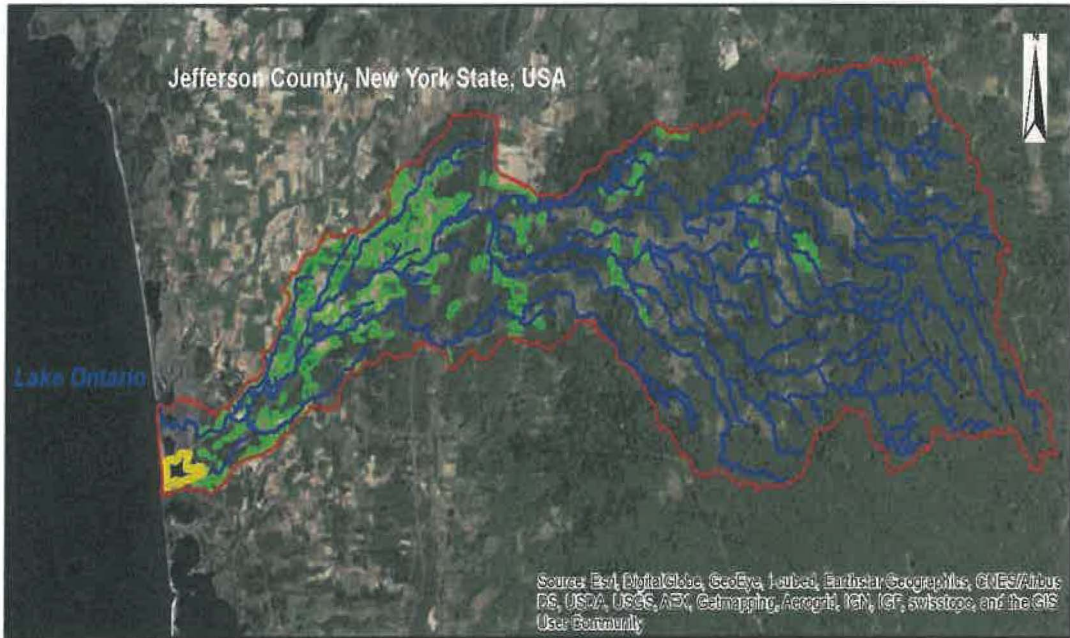 Jefferson County, New York State, USA
N
Lake Ontario
Source: Esri, DigitalGlobe, GeoEye, i-cubed, Earthstar Geographics, CNES/Airbus
DS, USDA, USGS, AEX, Getmapping, Aerogrid, IGN, IGP, swisstopo, and the GIS
User Community